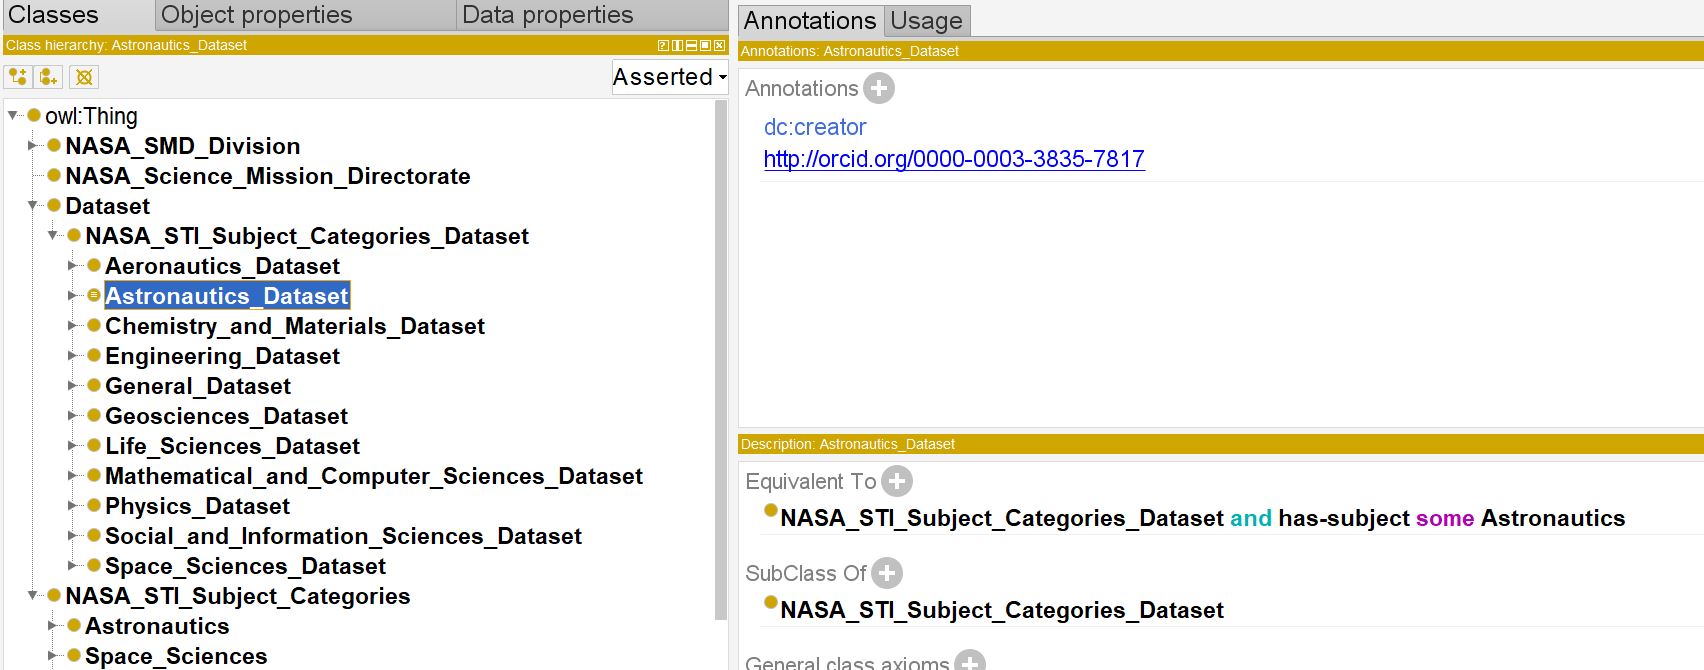 Classes
Object properties
Data properties
Class hierarchy: Astronautics_Dataset
Asserted
owl:Thing
NASA_SMD_Division
NASA_Science_Mission_Directorate
Dataset
NASA_STI_Subject_Categories_Dataset
Aeronautics_Dataset
Astronautics_Dataset
Chemistry_and_Materials_Dataset
Engineering_Dataset
General_Dataset
Geosciences_Dataset
Life_Sciences_Dataset
Mathematical_and_Computer_Sciences_Dataset
Physics_Dataset
Social_and_Information_Sciences_Dataset
Space_Sciences_Dataset
NASA_STI_Subject_Categories
Astronautics
Space_Sciences
Annotations
Usage
Annotations: Astronautics_Dataset
Annotations
dc:creator
http://orcid.org/0000-0003-3835-7817
Description: Astronautics_Dataset
Equivalent To
NASA_STI_Subject_Categories_Dataset and has-subject some Astronautics
SubClass Of
NASA_STI_Subject_Categories_Dataset
General class axioms